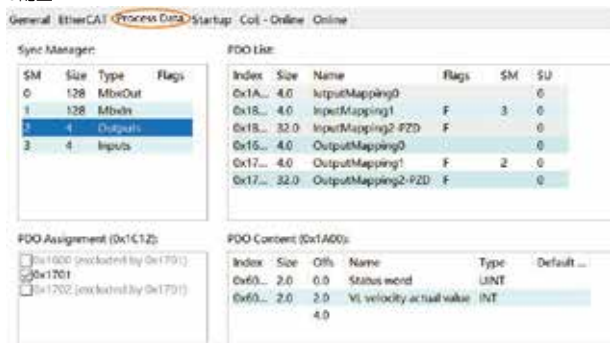 General EtherCAT Process Data Startup CoE - Online Online
Sync Manager: PDO List:
SM Size Type Flags Index Size Name Flags SM SU
0 128 MbxOut 0x1A... 4.0 InputMapping0 0
1 128 MbxIn 0x1B... 4.0 InputMapping1 F 3 0
2 4 Outputs 0x1B... 32.0 InputMapping2-PZD F 0
3 4 Inputs 0x16... 4.0 OutputMapping0 0
0x17... 4.0 OutputMapping1 F 2 0
0x17... 32.0 OutputMapping2-PZD F 0
PDO Assignment (0x1C12): PDO Content (0x1A00):
0x1600 (excluded by 0x1701) Index Size Offs Name Type Default ...
0x1701 0x60... 2.0 0.0 Status word UINT
0x1702 (excluded by 0x1701) 0x60... 2.0 2.0 VL velocity actual value INT
4.0